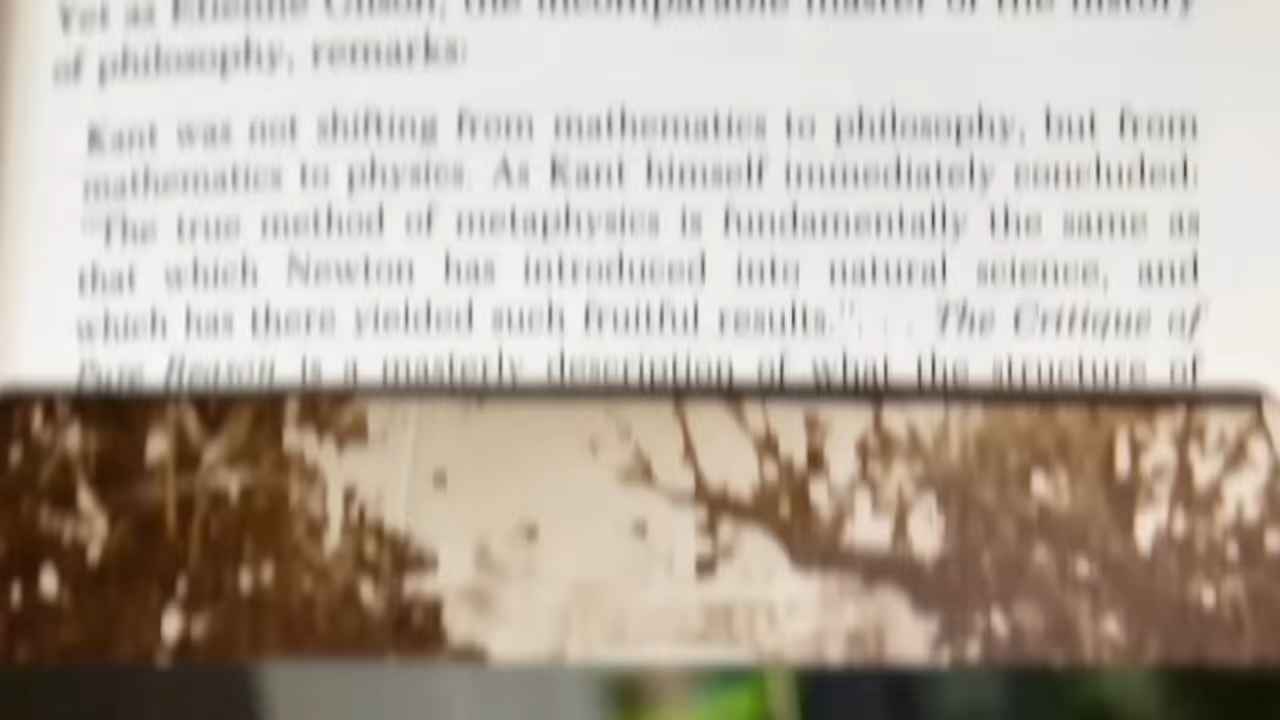 Yet as Etienne Gilson, the incomparable master of the history
of philosophy, remarks:
Kant was not shifting from mathematics to philosophy, but from
mathematics to physics. As Kant himself immediately concluded:
"The true method of metaphysics is fundamentally the same as
that which Newton has introduced into natural science, and
which has there yielded such fruitful results." . . . The Critique of
Pure Reason is a masterly description of what the structure of